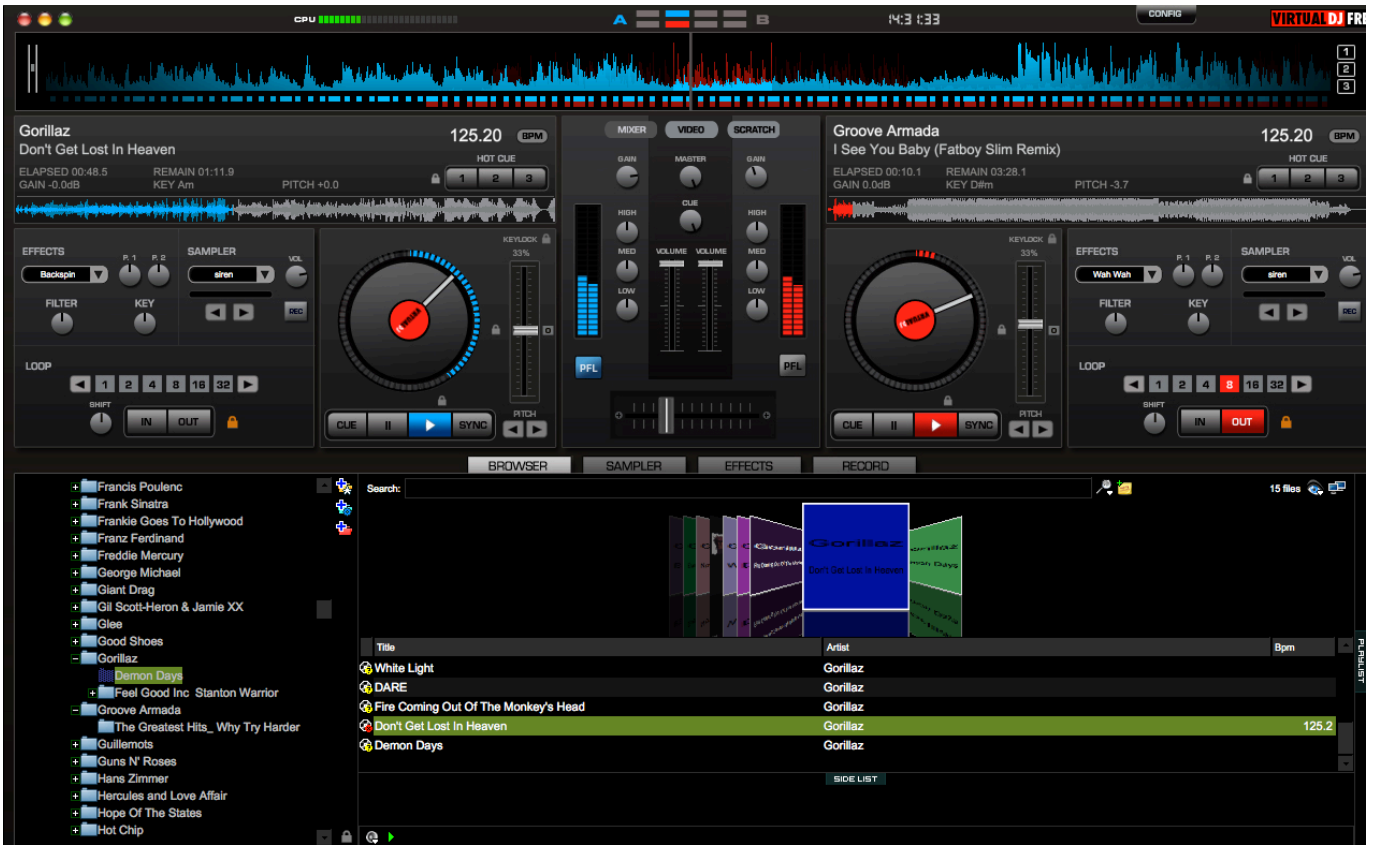 CPU
A
B
14:31:33
CONFIG
VIRTUAL DJ FRE
1
2
3
Gorillaz
Don't Get Lost In Heaven
125.20 BPM
HOT CUE
ELAPSED 00:48.5 REMAIN 01:11.9
GAIN -0.0dB KEY Am PITCH +0.0
1 2 3
MIXER VIDEO SCRATCH
GAIN MASTER GAIN
CUE
HIGH HIGH
MED VOLUME VOLUME MED
LOW LOW
PFL PFL
Groove Armada
I See You Baby (Fatboy Slim Remix)
125.20 BPM
HOT CUE
ELAPSED 00:10.1 REMAIN 03:28.1
GAIN 0.0dB KEY D#m PITCH -3.7
1 2 3
EFFECTS P. 1 P. 2 SAMPLER VOL
Backspin siren
FILTER KEY REC
LOOP
1 2 4 8 16 32
SHIFT
IN OUT
KEYLOCK
33%
CUE II SYNC
PITCH
KEYLOCK
33%
CUE II SYNC
PITCH
EFFECTS P. 1 P. 2 SAMPLER VOL
Wah Wah siren
FILTER KEY REC
LOOP
1 2 4 8 16 32
SHIFT
IN OUT
BROWSER SAMPLER EFFECTS RECORD
Francis Poulenc
Frank Sinatra
Frankie Goes To Hollywood
Franz Ferdinand
Freddie Mercury
George Michael
Giant Drag
Gil Scott-Heron & Jamie XX
Glee
Good Shoes
Gorillaz
Demon Days
Feel Good Inc Stanton Warrior
Groove Armada
The Greatest Hits_ Why Try Harder
Guillemots
Guns N' Roses
Hans Zimmer
Hercules and Love Affair
Hope Of The States
Hot Chip
Search:
15 files
Gorillaz
Don't Get Lost In Heaven
Gorillaz
Demon Days
Title Artist Bpm
White Light Gorillaz
DARE Gorillaz
Fire Coming Out Of The Monkey's Head Gorillaz
Don't Get Lost In Heaven Gorillaz 125.2
Demon Days Gorillaz
SIDE LIST
PLAYLIST